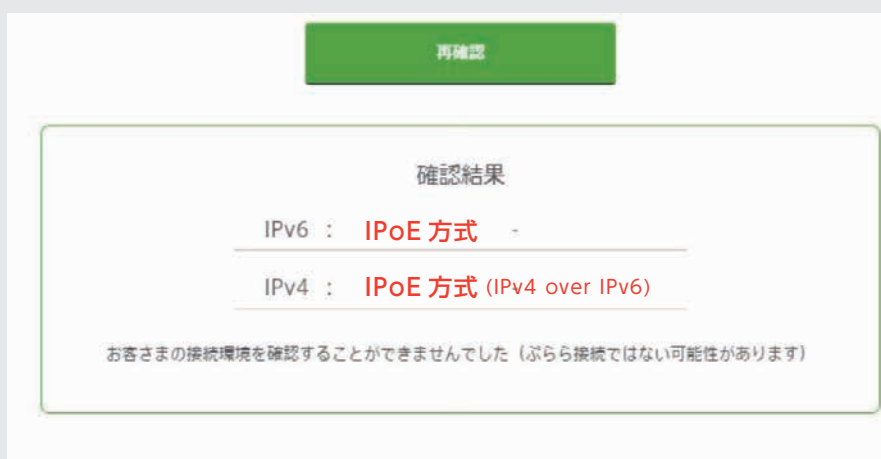 再確認
確認結果
IPv6 : IPoE 方式 -
IPv4 : IPoE 方式 (IPv4 over IPv6)
お客さまの接続環境を確認することができませんでした（ぷらら接続ではない可能性があります）